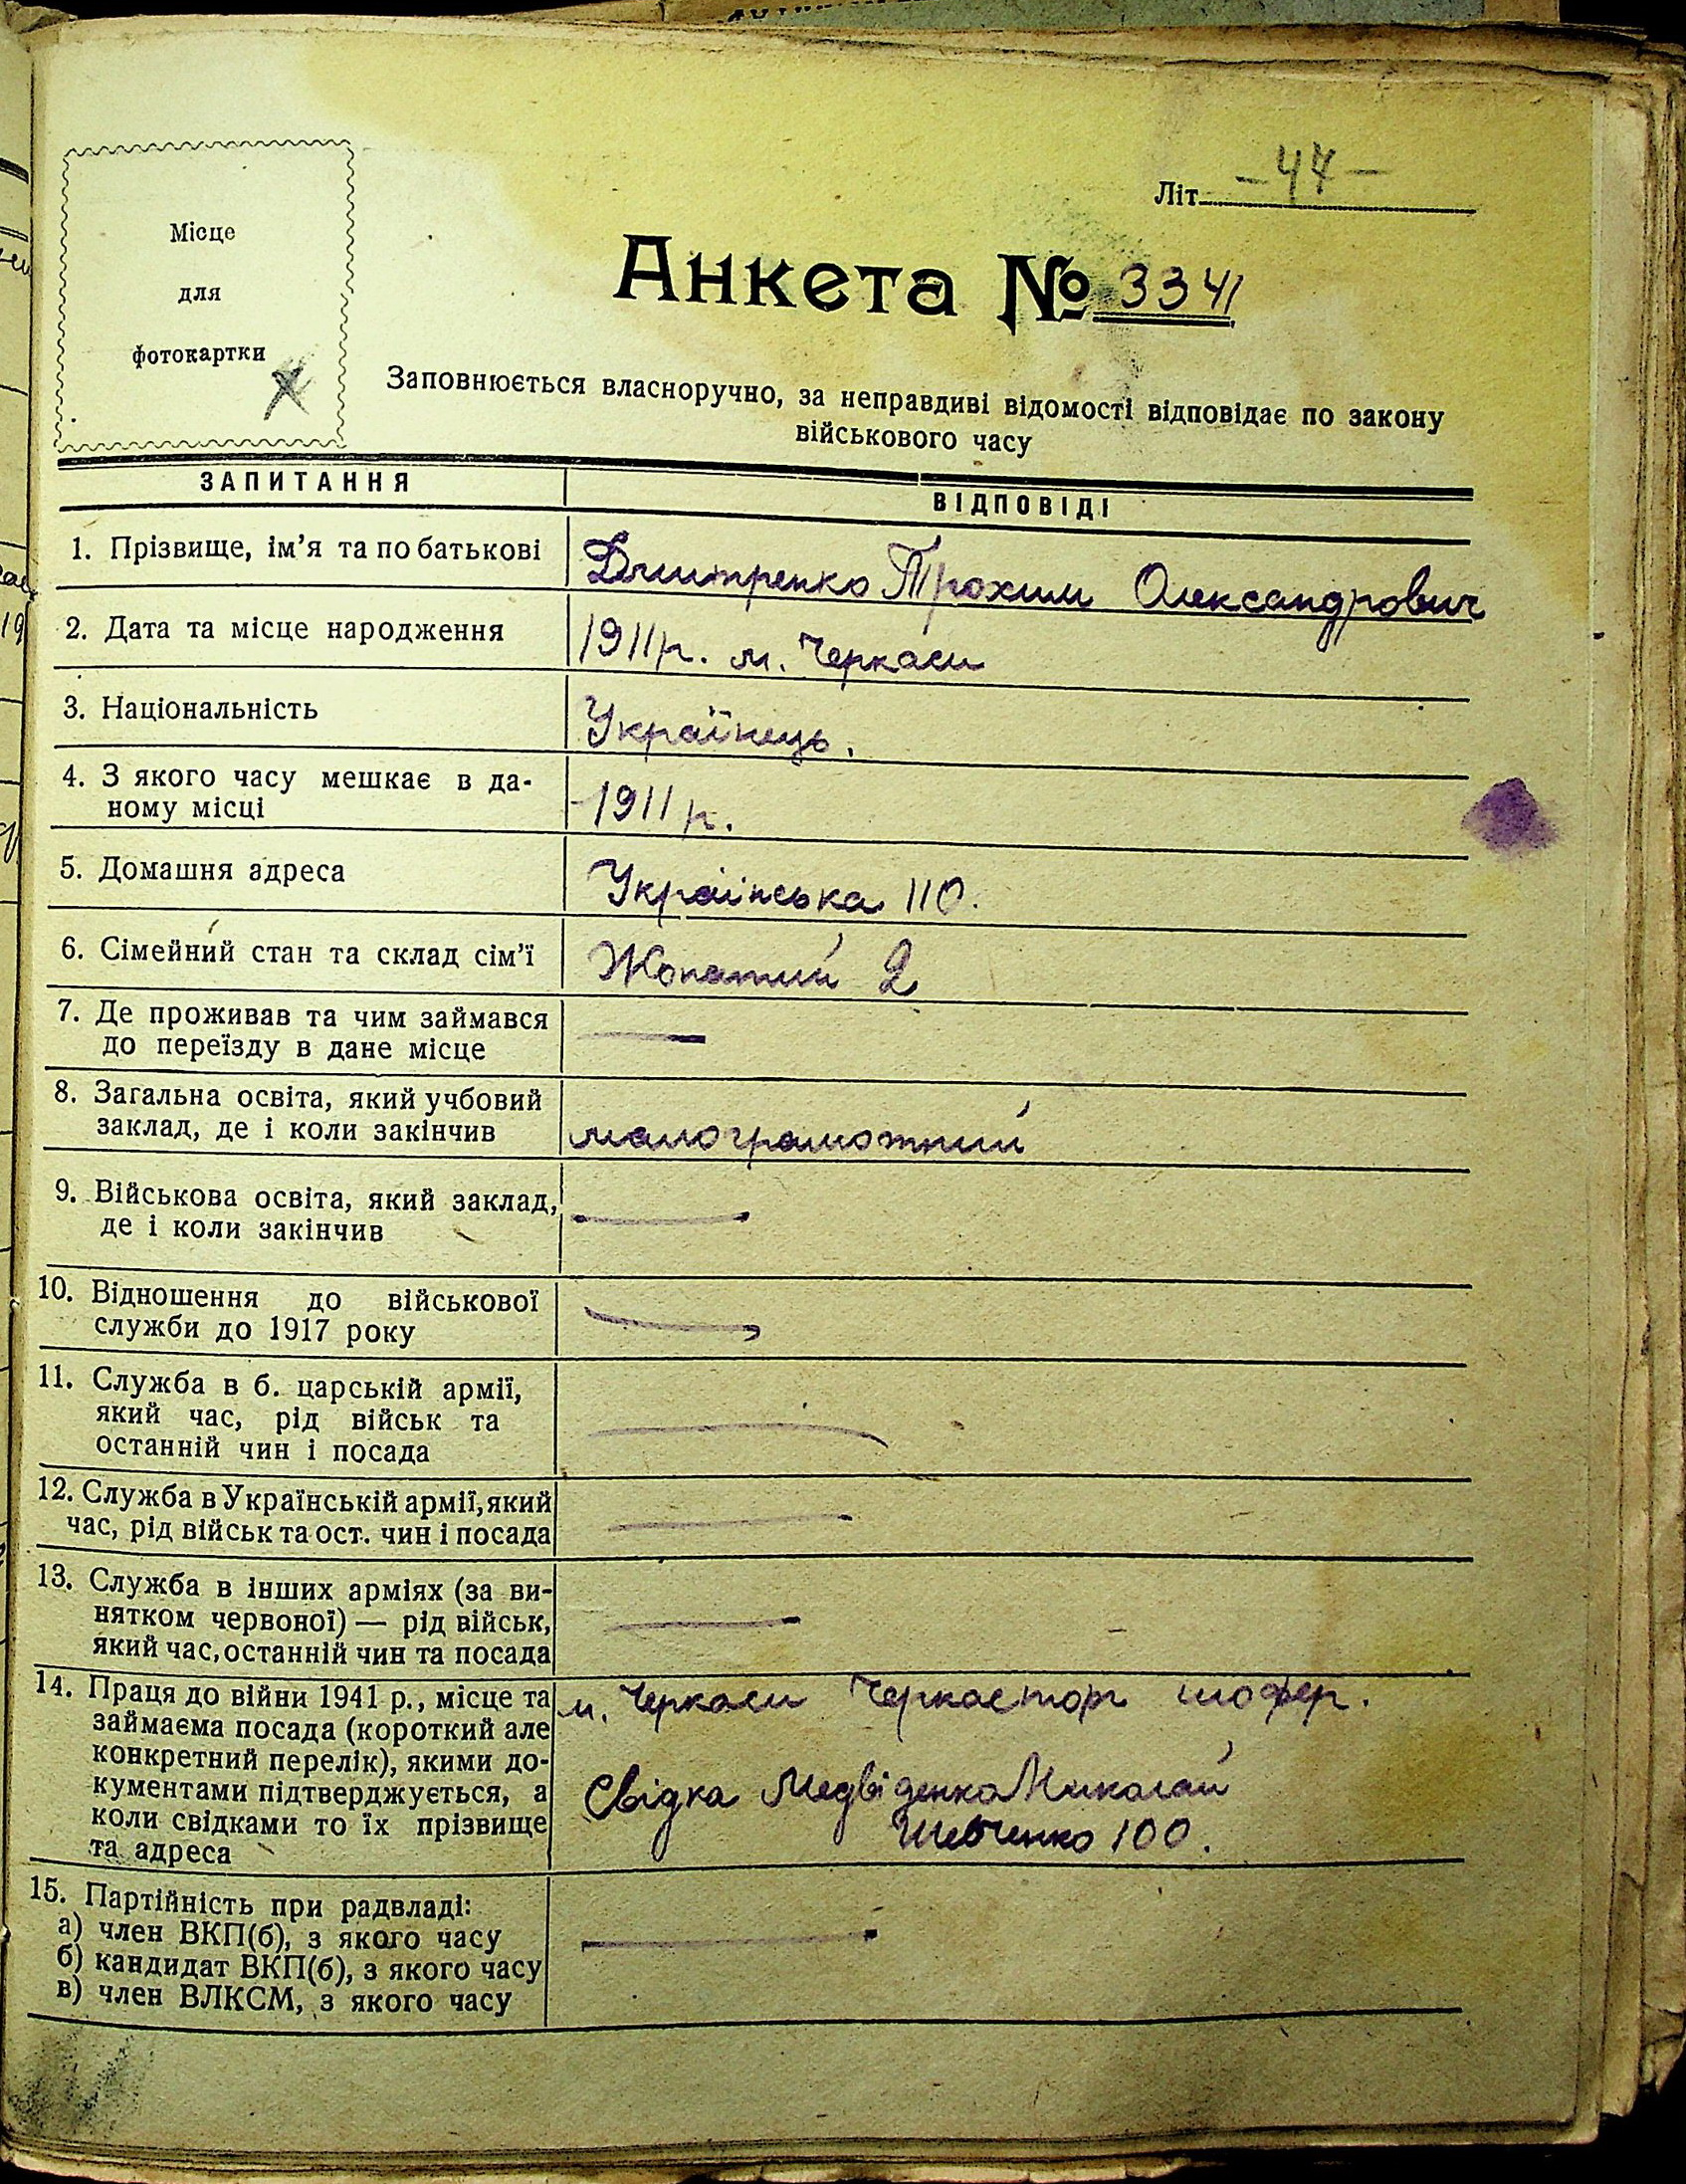 Місце
для
фотокартки
Літ. - 47 -
Анкета № 3341
Заповнюється власноручно, за неправдиві відомості відповідає по закону
військового часу
ЗАПИТАННЯ
ВІДПОВІДІ
1. Прізвище, ім'я та по батькові
Дмитренко Трохим Олександрович
2. Дата та місце народження
1911 р. м. Черкаси
3. Національність
Українець.
4. З якого часу мешкає в да-
ному місці
1911 р.
5. Домашня адреса
Українська 110.
6. Сімейний стан та склад сім'ї
Жонатий 2
7. Де проживав та чим займався
до переїзду в дане місце
—
8. Загальна освіта, який учбовий
заклад, де і коли закінчив
малограмотний
9. Військова освіта, який заклад,
де і коли закінчив
—
10. Відношення до військової
служби до 1917 року
—
11. Служба в б. царській армії,
який час, рід військ та
останній чин і посада
—
12. Служба в Українській армії, який
час, рід військ та ост. чин і посада
—
13. Служба в інших арміях (за ви-
нятком червоної) — рід військ,
який час, останній чин та посада
—
14. Праця до війни 1941 р., місце та
займаєма посада (короткий але
конкретний перелік), якими до-
кументами підтверджується, а
коли свідками то їх прізвище
та адреса
м. Черкаси Черкасторг шофер.
Свідка Медвіденко Миколай
Шевченко 100.
15. Партійність при радвладі:
а) член ВКП(б), з якого часу
б) кандидат ВКП(б), з якого часу
в) член ВЛКСМ, з якого часу
—